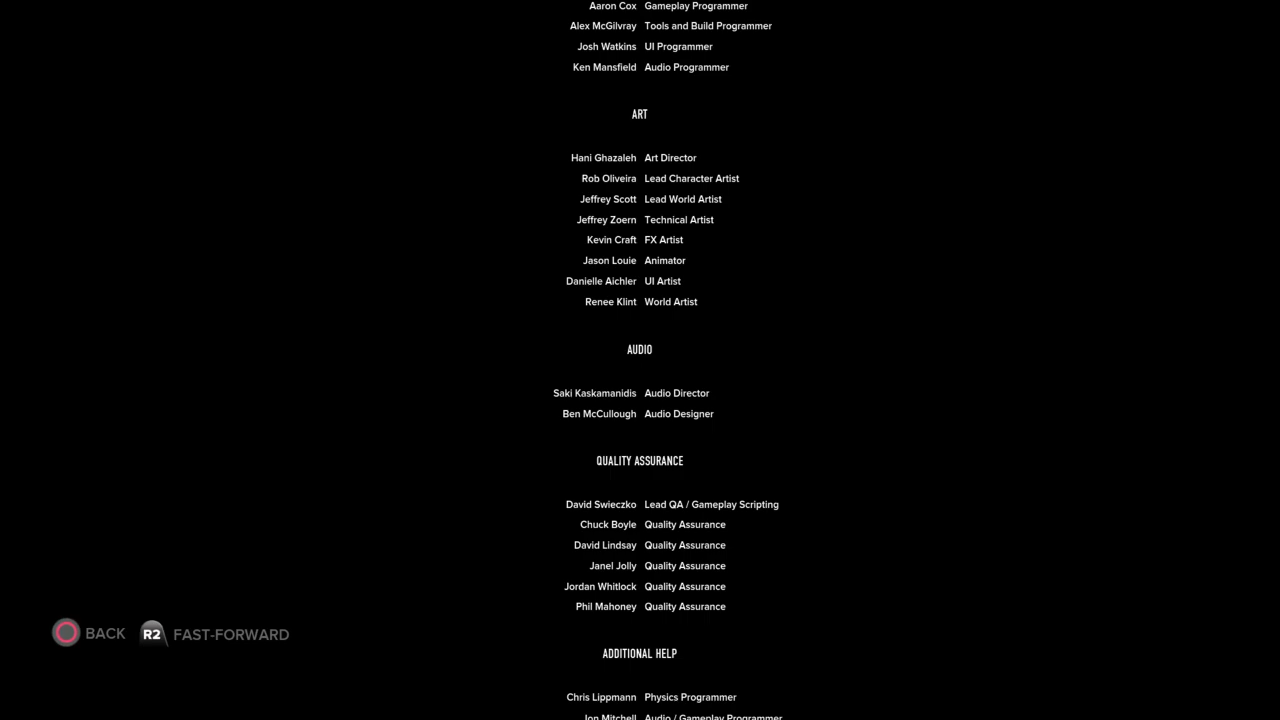 Aaron Cox Gameplay Programmer
Alex McGilvray Tools and Build Programmer
Josh Watkins UI Programmer
Ken Mansfield Audio Programmer
ART
Hani Ghazaleh Art Director
Rob Oliveira Lead Character Artist
Jeffrey Scott Lead World Artist
Jeffrey Zoern Technical Artist
Kevin Craft FX Artist
Jason Louie Animator
Danielle Aichler UI Artist
Renee Klint World Artist
AUDIO
Saki Kaskamanidis Audio Director
Ben McCullough Audio Designer
QUALITY ASSURANCE
David Swieczko Lead QA / Gameplay Scripting
Chuck Boyle Quality Assurance
David Lindsay Quality Assurance
Janel Jolly Quality Assurance
Jordan Whitlock Quality Assurance
Phil Mahoney Quality Assurance
BACK R2 FAST-FORWARD
ADDITIONAL HELP
Chris Lippmann Physics Programmer
Jon Mitchell Audio / Gameplay Programmer